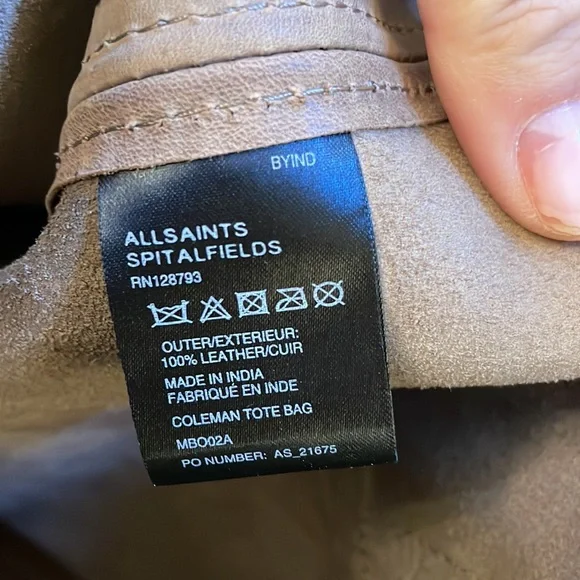 BYIND
ALLSAINTS
SPITALFIELDS
RN128793
OUTER/EXTERIEUR:
100% LEATHER/CUIR
MADE IN INDIA
FABRIQUÉ EN INDE
COLEMAN TOTE BAG
MBO02A
PO NUMBER: AS_21675